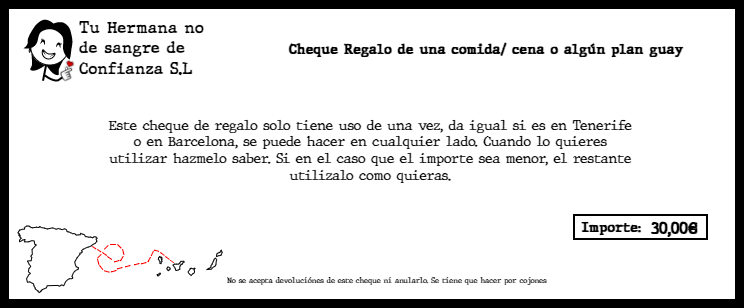 Tu Hermana no
de sangre de
Confianza S.L
Cheque Regalo de una comida/ cena o algún plan guay
Este cheque de regalo solo tiene uso de una vez, da igual si es en Tenerife
o en Barcelona, se puede hacer en cualquier lado. Cuando lo quieres
utilizar hazmelo saber. Si en el caso que el importe sea menor, el restante
utilizalo como quieras.
Importe: 30,00€
No se acepta devoluciónes de este cheque ni anularlo. Se tiene que hacer por cojones